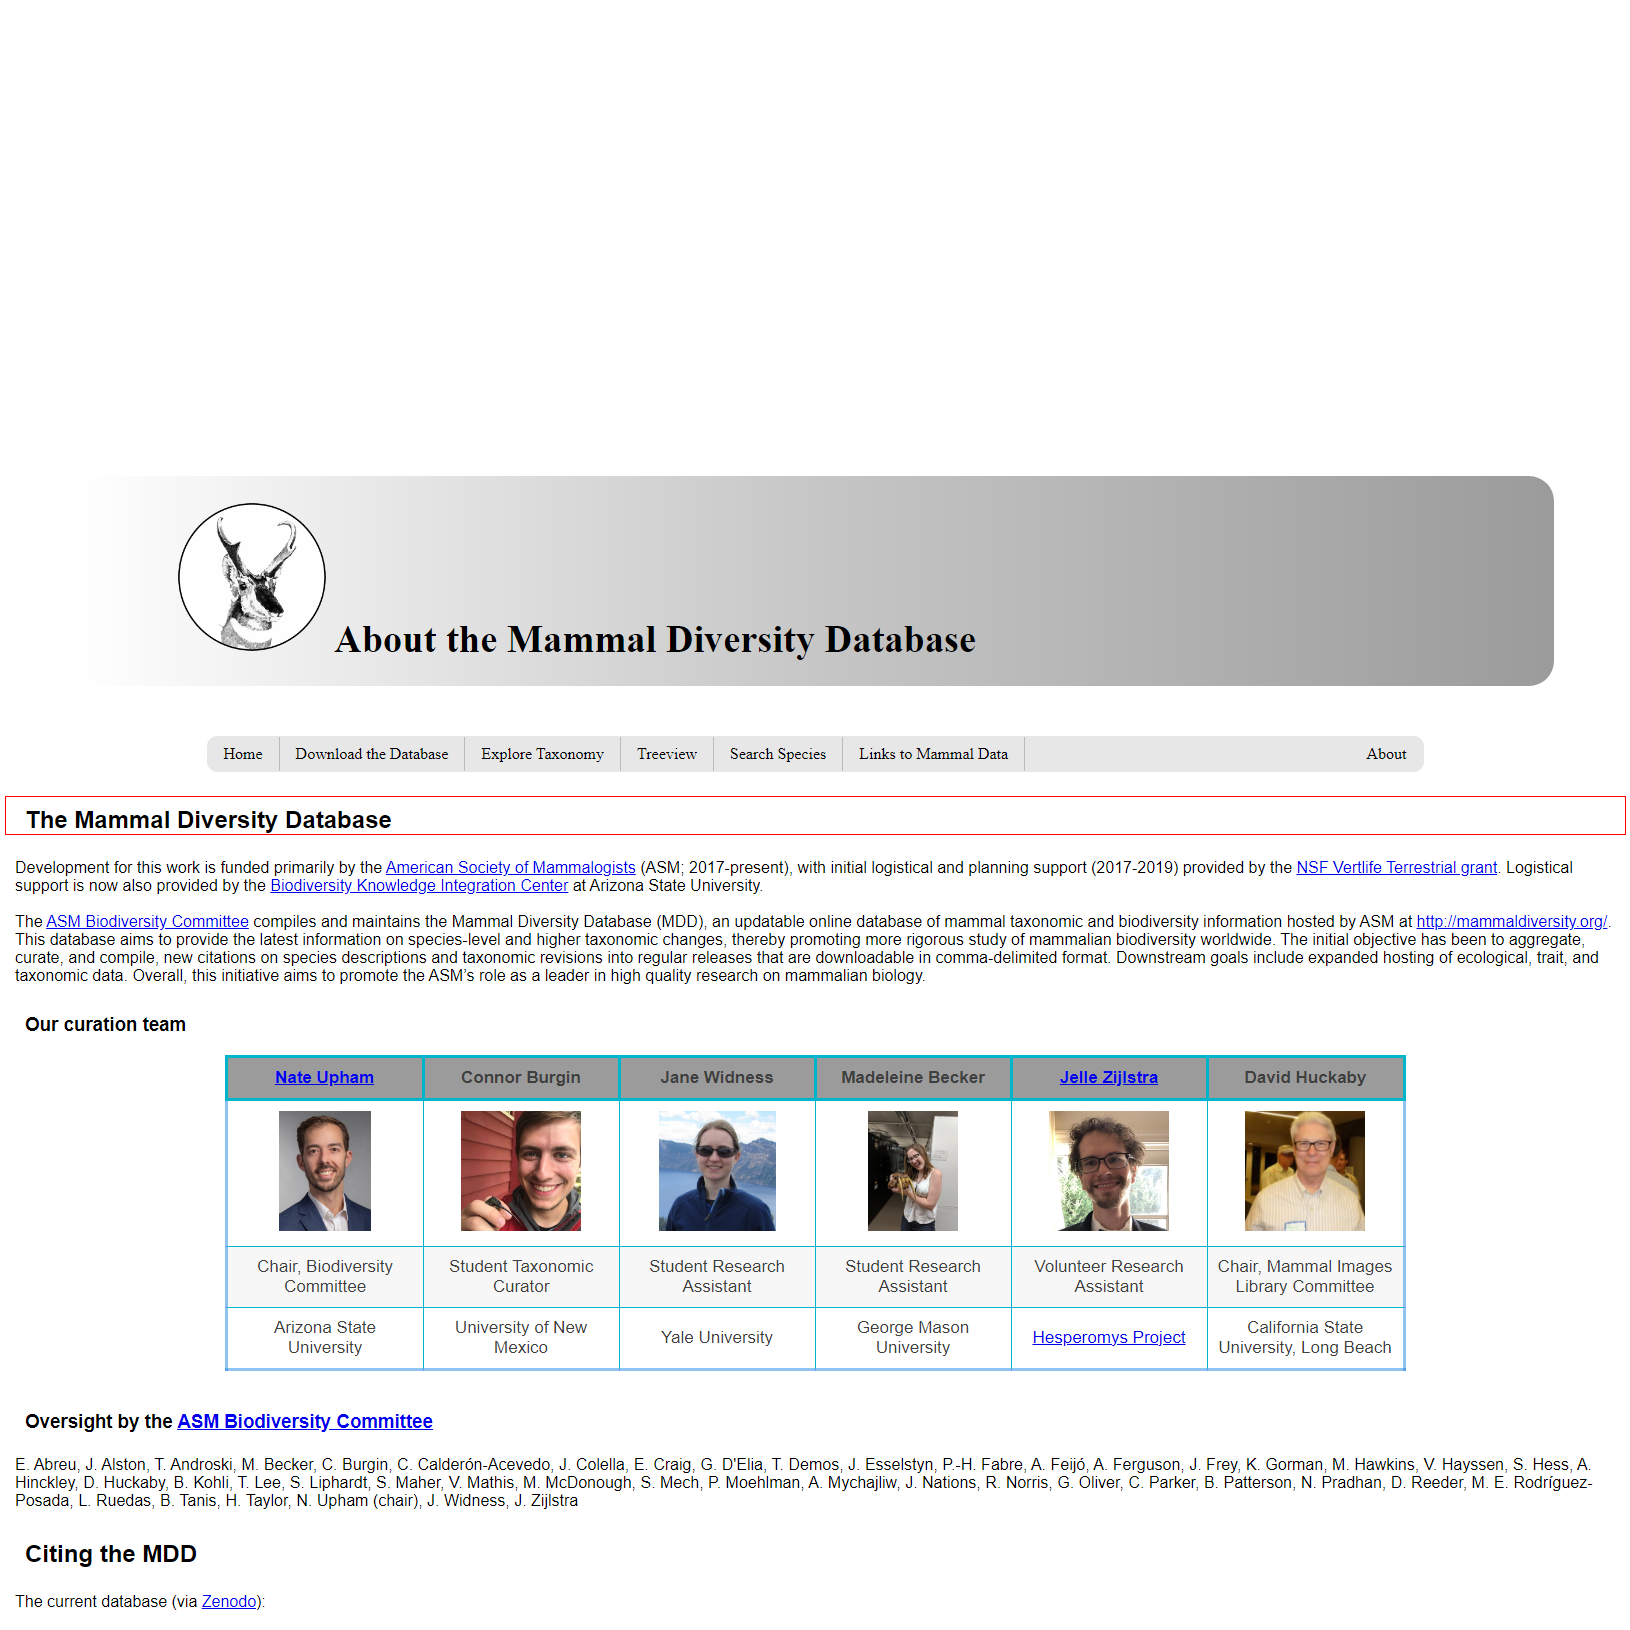 About the Mammal Diversity Database
Home Download the Database Explore Taxonomy Treeview Search Species Links to Mammal Data About
The Mammal Diversity Database
Development for this work is funded primarily by the American Society of Mammalogists (ASM; 2017-present), with initial logistical and planning support (2017-2019) provided by the NSF Vertlife Terrestrial grant. Logistical
support is now also provided by the Biodiversity Knowledge Integration Center at Arizona State University.
The ASM Biodiversity Committee compiles and maintains the Mammal Diversity Database (MDD), an updatable online database of mammal taxonomic and biodiversity information hosted by ASM at http://mammaldiversity.org/.
This database aims to provide the latest information on species-level and higher taxonomic changes, thereby promoting more rigorous study of mammalian biodiversity worldwide. The initial objective has been to aggregate,
curate, and compile, new citations on species descriptions and taxonomic revisions into regular releases that are downloadable in comma-delimited format. Downstream goals include expanded hosting of ecological, trait, and
taxonomic data. Overall, this initiative aims to promote the ASM’s role as a leader in high quality research on mammalian biology.
Our curation team
Nate Upham Connor Burgin Jane Widness Madeleine Becker Jelle Zijlstra David Huckaby
Chair, Biodiversity Student Taxonomic Student Research Student Research Volunteer Research Chair, Mammal Images
Committee Curator Assistant Assistant Assistant Library Committee
Arizona State University of New Yale University George Mason Hesperomys Project California State
University Mexico University University, Long Beach
Oversight by the ASM Biodiversity Committee
E. Abreu, J. Alston, T. Androski, M. Becker, C. Burgin, C. Calderón-Acevedo, J. Colella, E. Craig, G. D'Elia, T. Demos, J. Esselstyn, P.-H. Fabre, A. Feijó, A. Ferguson, J. Frey, K. Gorman, M. Hawkins, V. Hayssen, S. Hess, A.
Hinckley, D. Huckaby, B. Kohli, T. Lee, S. Liphardt, S. Maher, V. Mathis, M. McDonough, S. Mech, P. Moehlman, A. Mychajliw, J. Nations, R. Norris, G. Oliver, C. Parker, B. Patterson, N. Pradhan, D. Reeder, M. E. Rodríguez-
Posada, L. Ruedas, B. Tanis, H. Taylor, N. Upham (chair), J. Widness, J. Zijlstra
Citing the MDD
The current database (via Zenodo):